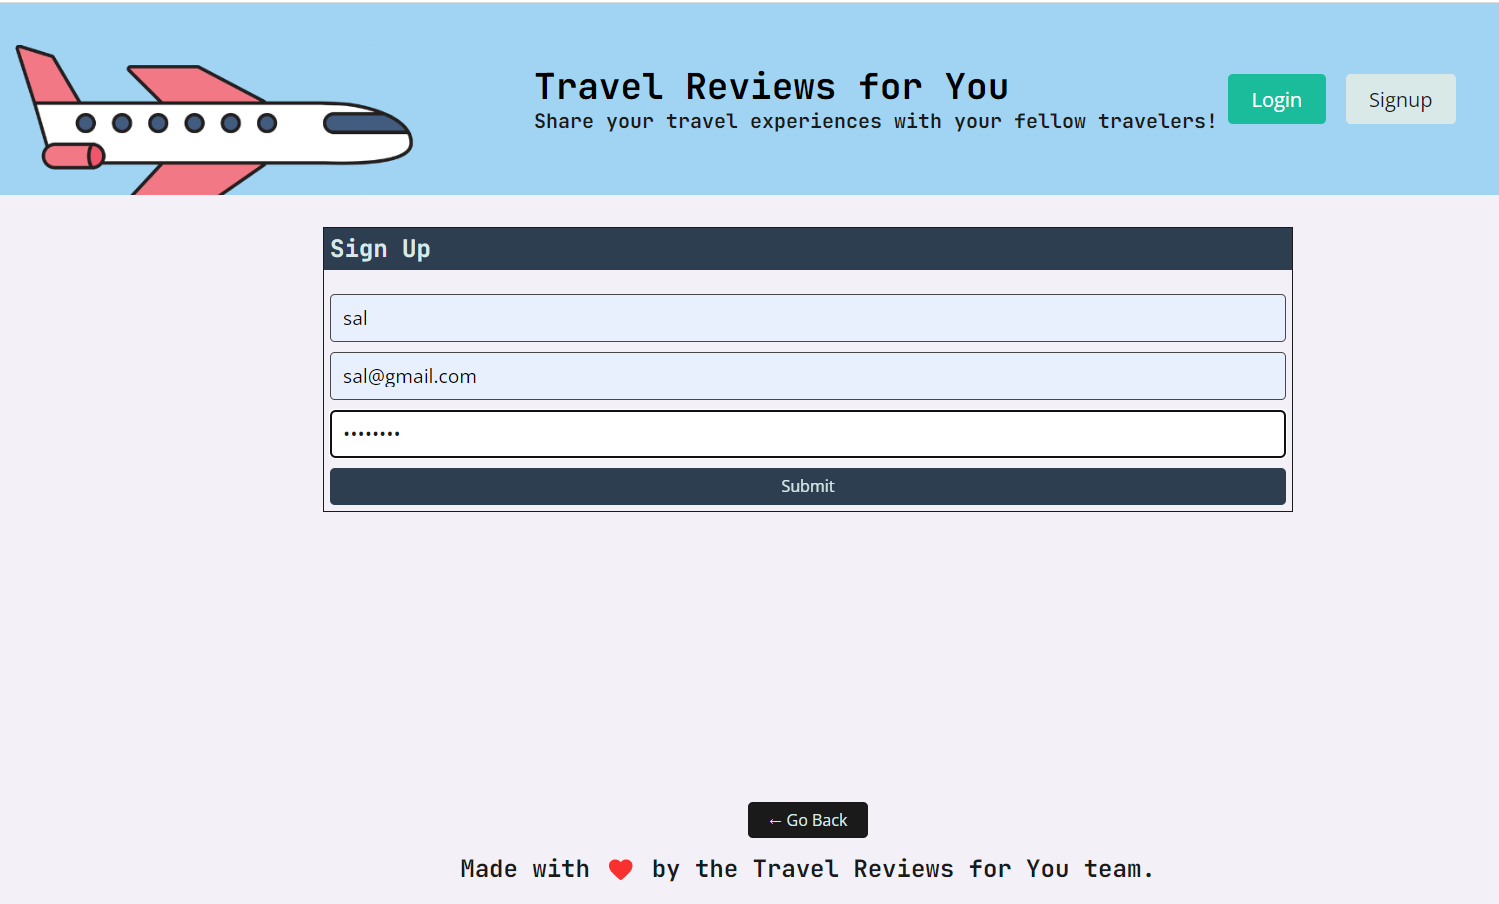 Travel Reviews for You
Share your travel experiences with your fellow travelers!
Login
Signup
Sign Up
sal
sal@gmail.com
••••••••
Submit
← Go Back
Made with ❤ by the Travel Reviews for You team.